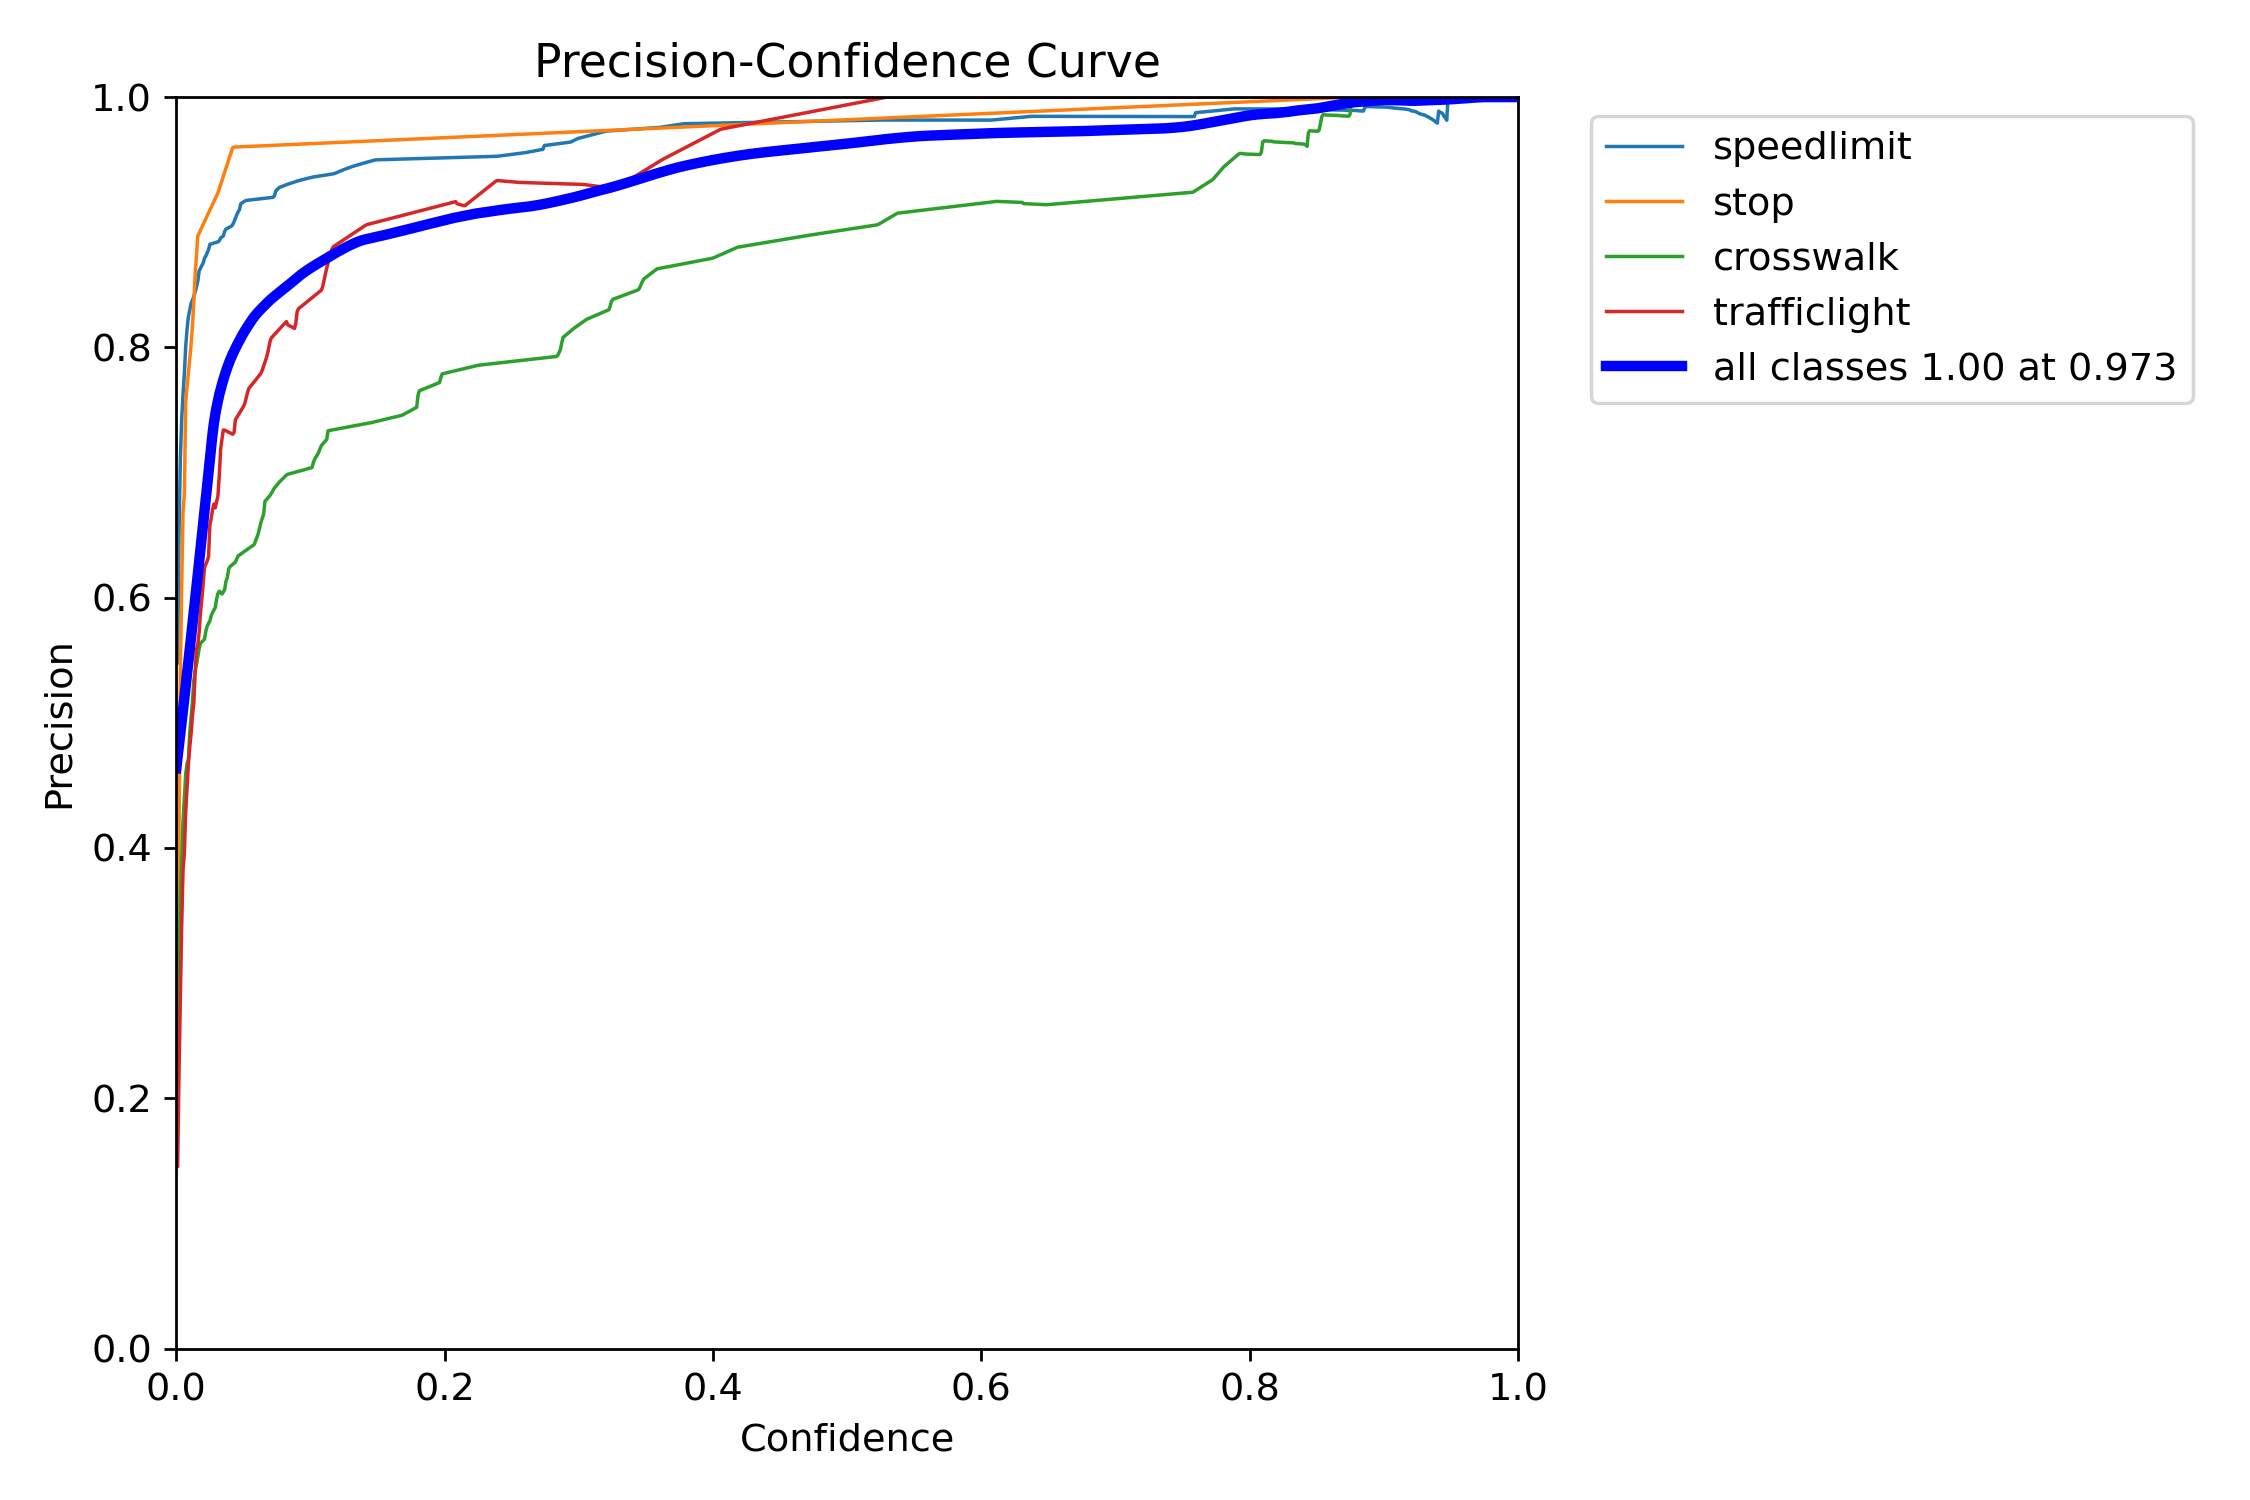 Precision-Confidence Curve
1.0
0.8
0.6
0.4
0.2
0.0
Precision
0.0 0.2 0.4 0.6 0.8 1.0
Confidence
speedlimit
stop
crosswalk
trafficlight
all classes 1.00 at 0.973